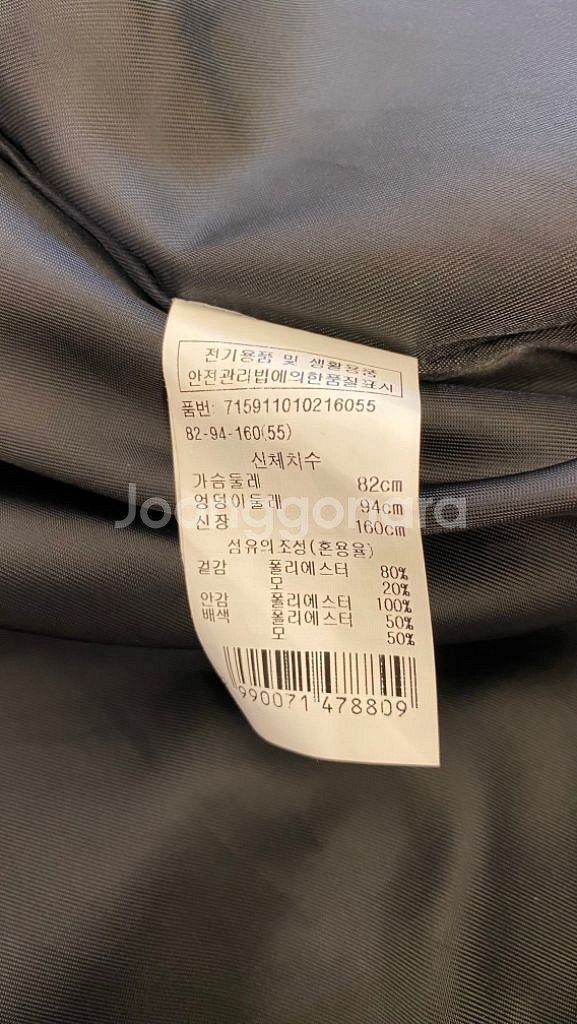 전기용품 및 생활용품
안전관리법에의한품질표시
품번: 715911010216055
82-94-160(55)
신체치수
가슴둘레 82cm
엉덩이둘레 94cm
신장 160cm
섬유의조성(혼용율)
겉감 폴리에스터 80%
모 20%
안감 폴리에스터 100%
배색 폴리에스터 50%
모 50%
990071 478809
Joonggonara